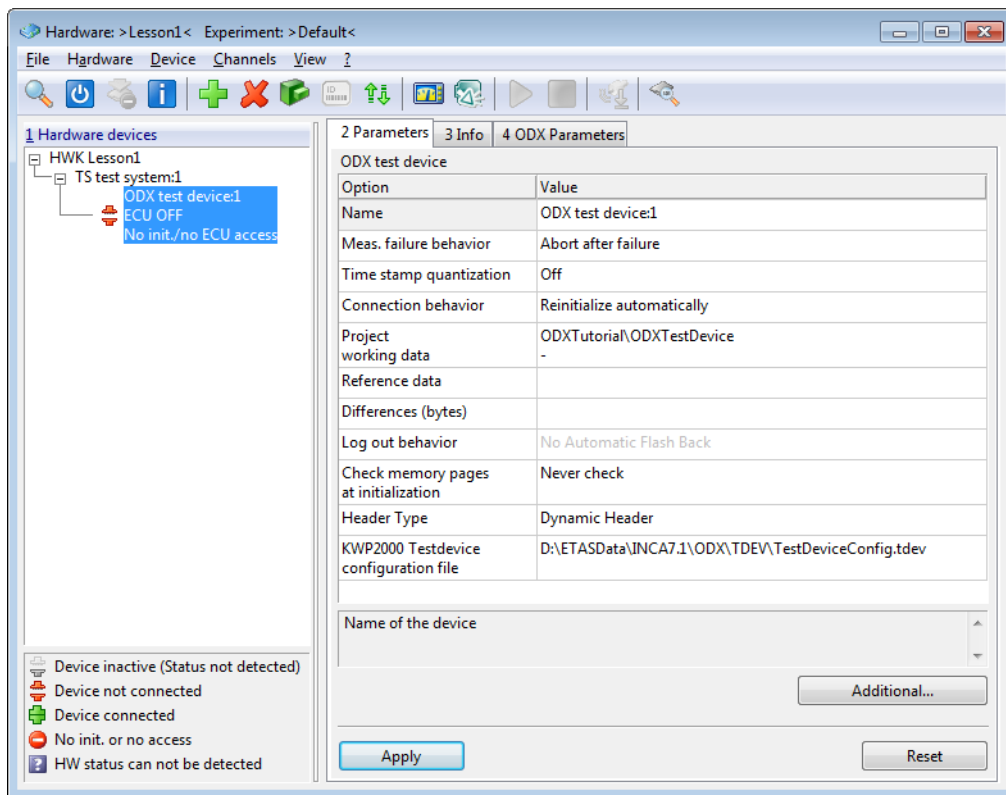 Hardware: >Lesson1<  Experiment: >Default<
File  Hardware  Device  Channels  View  ?
1 Hardware devices
HWK Lesson1
TS test system:1
ODX test device:1
ECU OFF
No init./no ECU access
Device inactive (Status not detected)
Device not connected
Device connected
No init. or no access
HW status can not be detected
2 Parameters  3 Info  4 ODX Parameters
ODX test device
Option  Value
Name  ODX test device:1
Meas. failure behavior  Abort after failure
Time stamp quantization  Off
Connection behavior  Reinitialize automatically
Project  ODXTutorial\ODXTestDevice
working data  -
Reference data
Differences (bytes)
Log out behavior  No Automatic Flash Back
Check memory pages  Never check
at initialization
Header Type  Dynamic Header
KWP2000 Testdevice  D:\ETASData\INCA7.1\ODX\TDEV\TestDeviceConfig.tdev
configuration file
Name of the device
Additional...
Apply  Reset